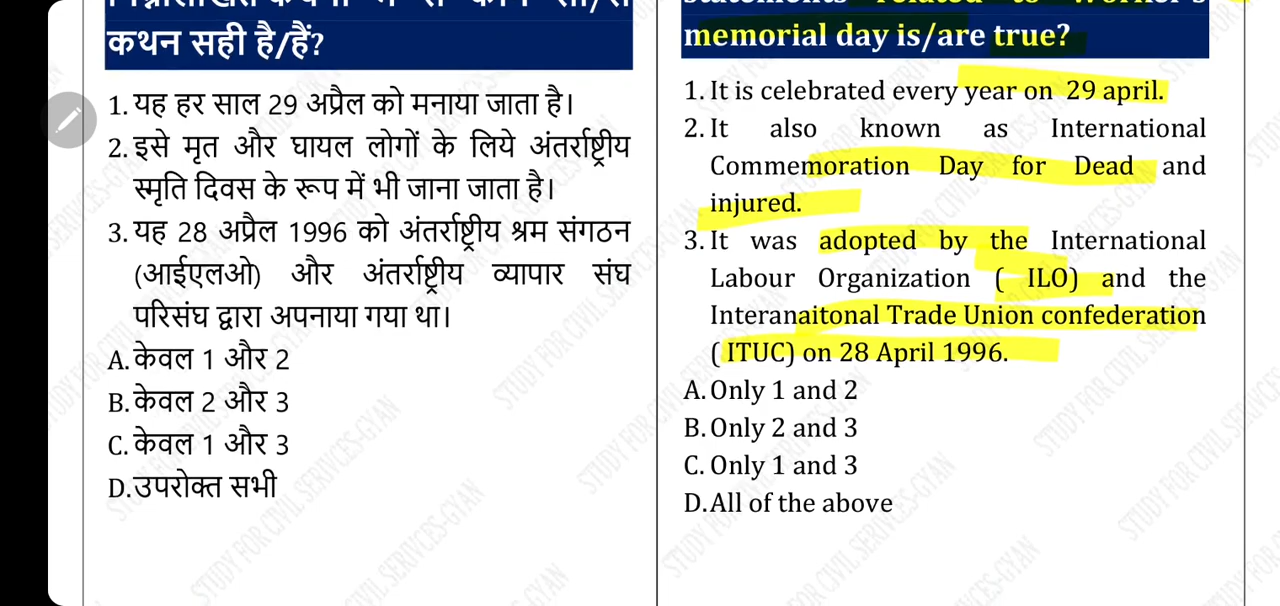 कथन सही है/हैं?
1. यह हर साल 29 अप्रैल को मनाया जाता है।
2. इसे मृत और घायल लोगों के लिये अंतर्राष्ट्रीय
स्मृति दिवस के रूप में भी जाना जाता है।
3. यह 28 अप्रैल 1996 को अंतर्राष्ट्रीय श्रम संगठन
(आईएलओ) और अंतर्राष्ट्रीय व्यापार संघ
परिसंघ द्वारा अपनाया गया था।
A. केवल 1 और 2
B. केवल 2 और 3
C. केवल 1 और 3
D. उपरोक्त सभी
statements related to Worker's
memorial day is/are true?
1. It is celebrated every year on 29 april.
2. It also known as International
Commemoration Day for Dead and
injured.
3. It was adopted by the International
Labour Organization ( ILO) and the
Interanaitonal Trade Union confederation
( ITUC) on 28 April 1996.
A. Only 1 and 2
B. Only 2 and 3
C. Only 1 and 3
D. All of the above